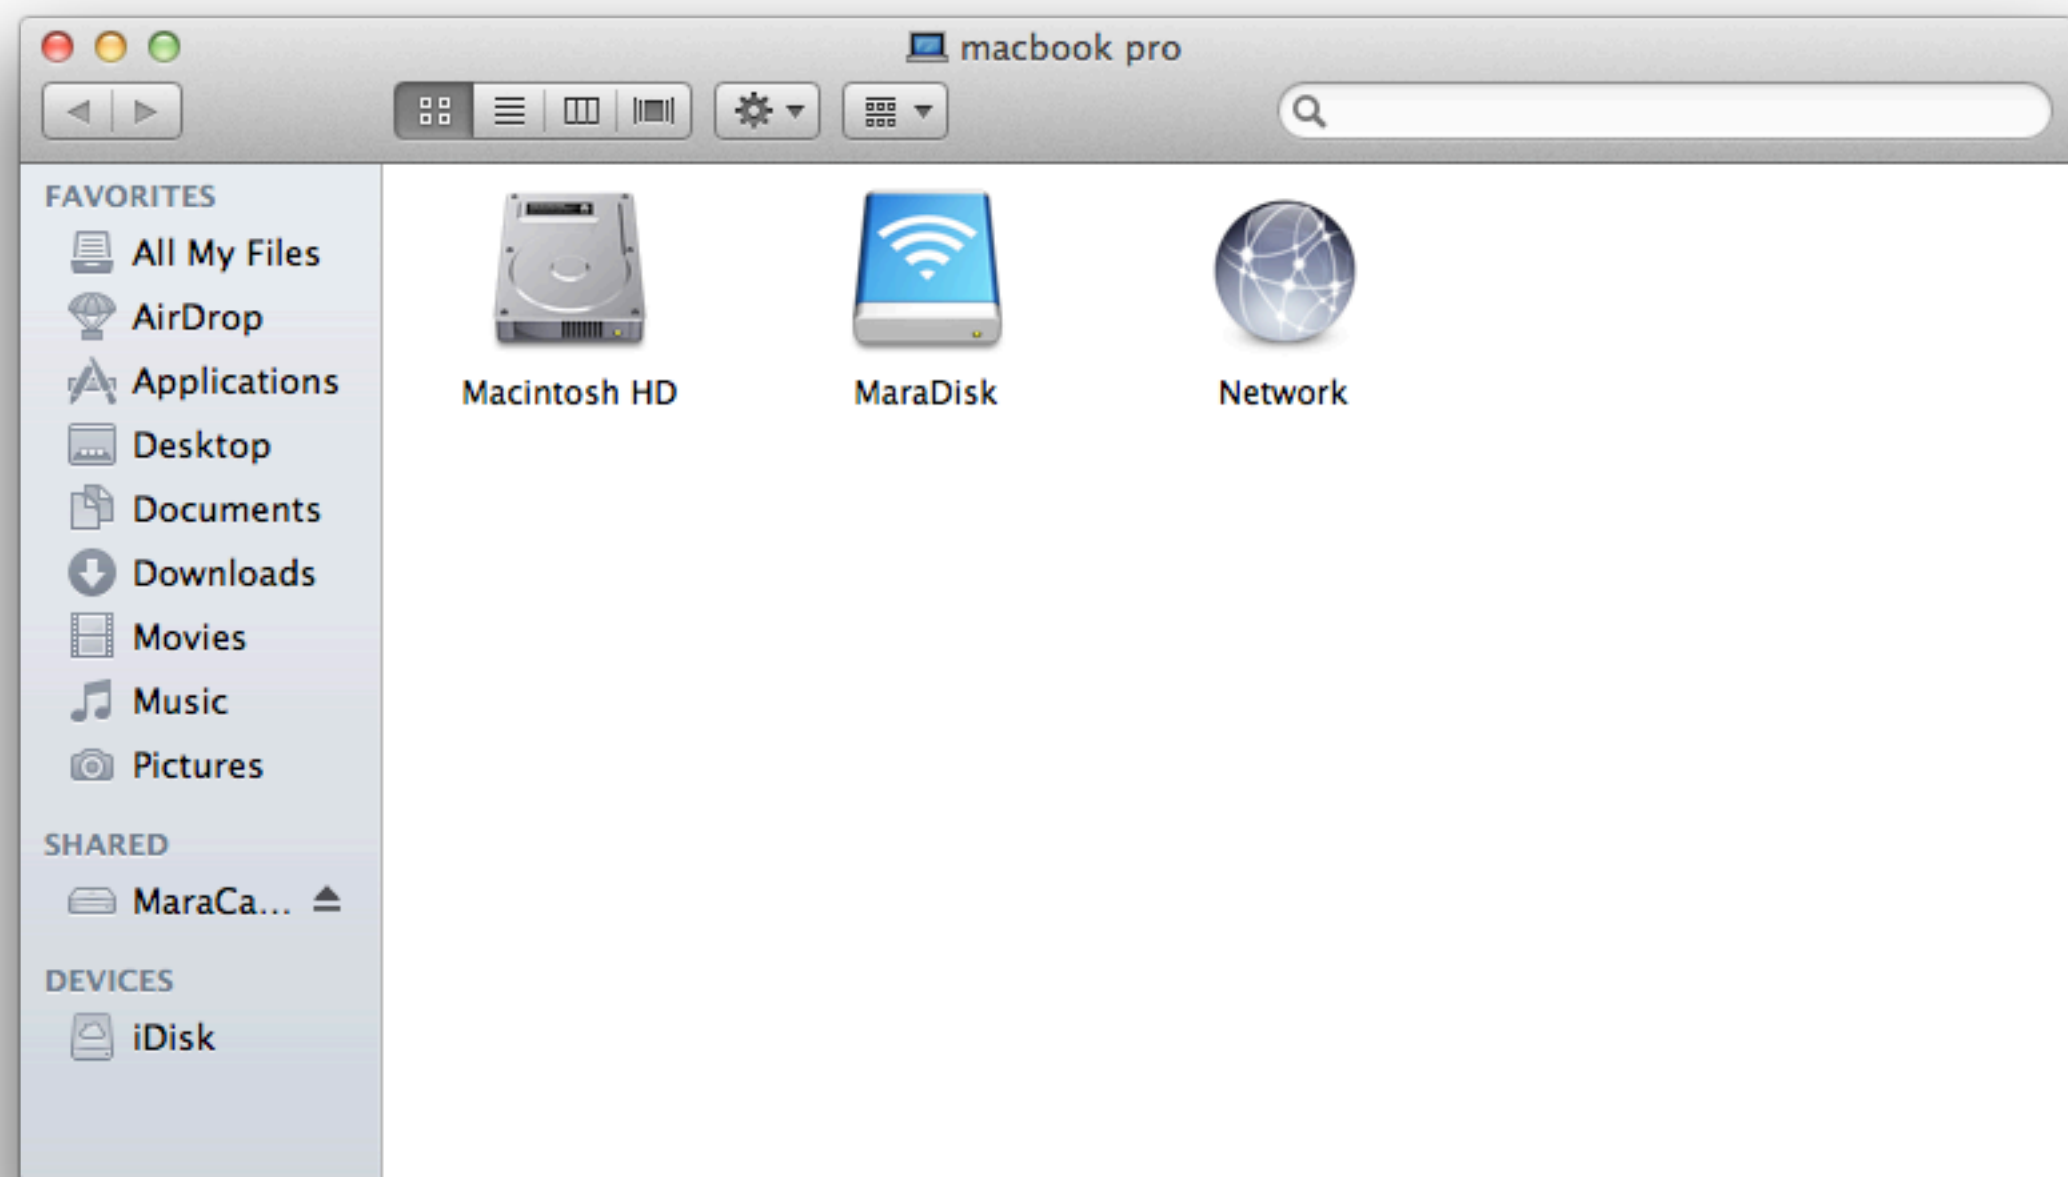 macbook pro
FAVORITES
All My Files
AirDrop
Applications
Desktop
Documents
Downloads
Movies
Music
Pictures
SHARED
MaraCa...
DEVICES
iDisk
Macintosh HD
MaraDisk
Network